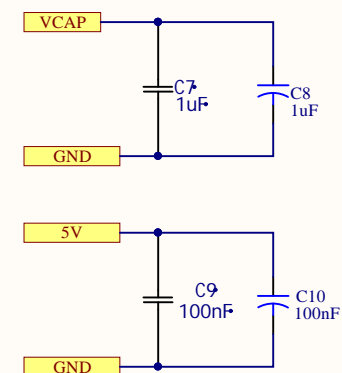 VCAP
C7
1uF
C8
1uF
GND
5V
C9
100nF
C10
100nF
GND